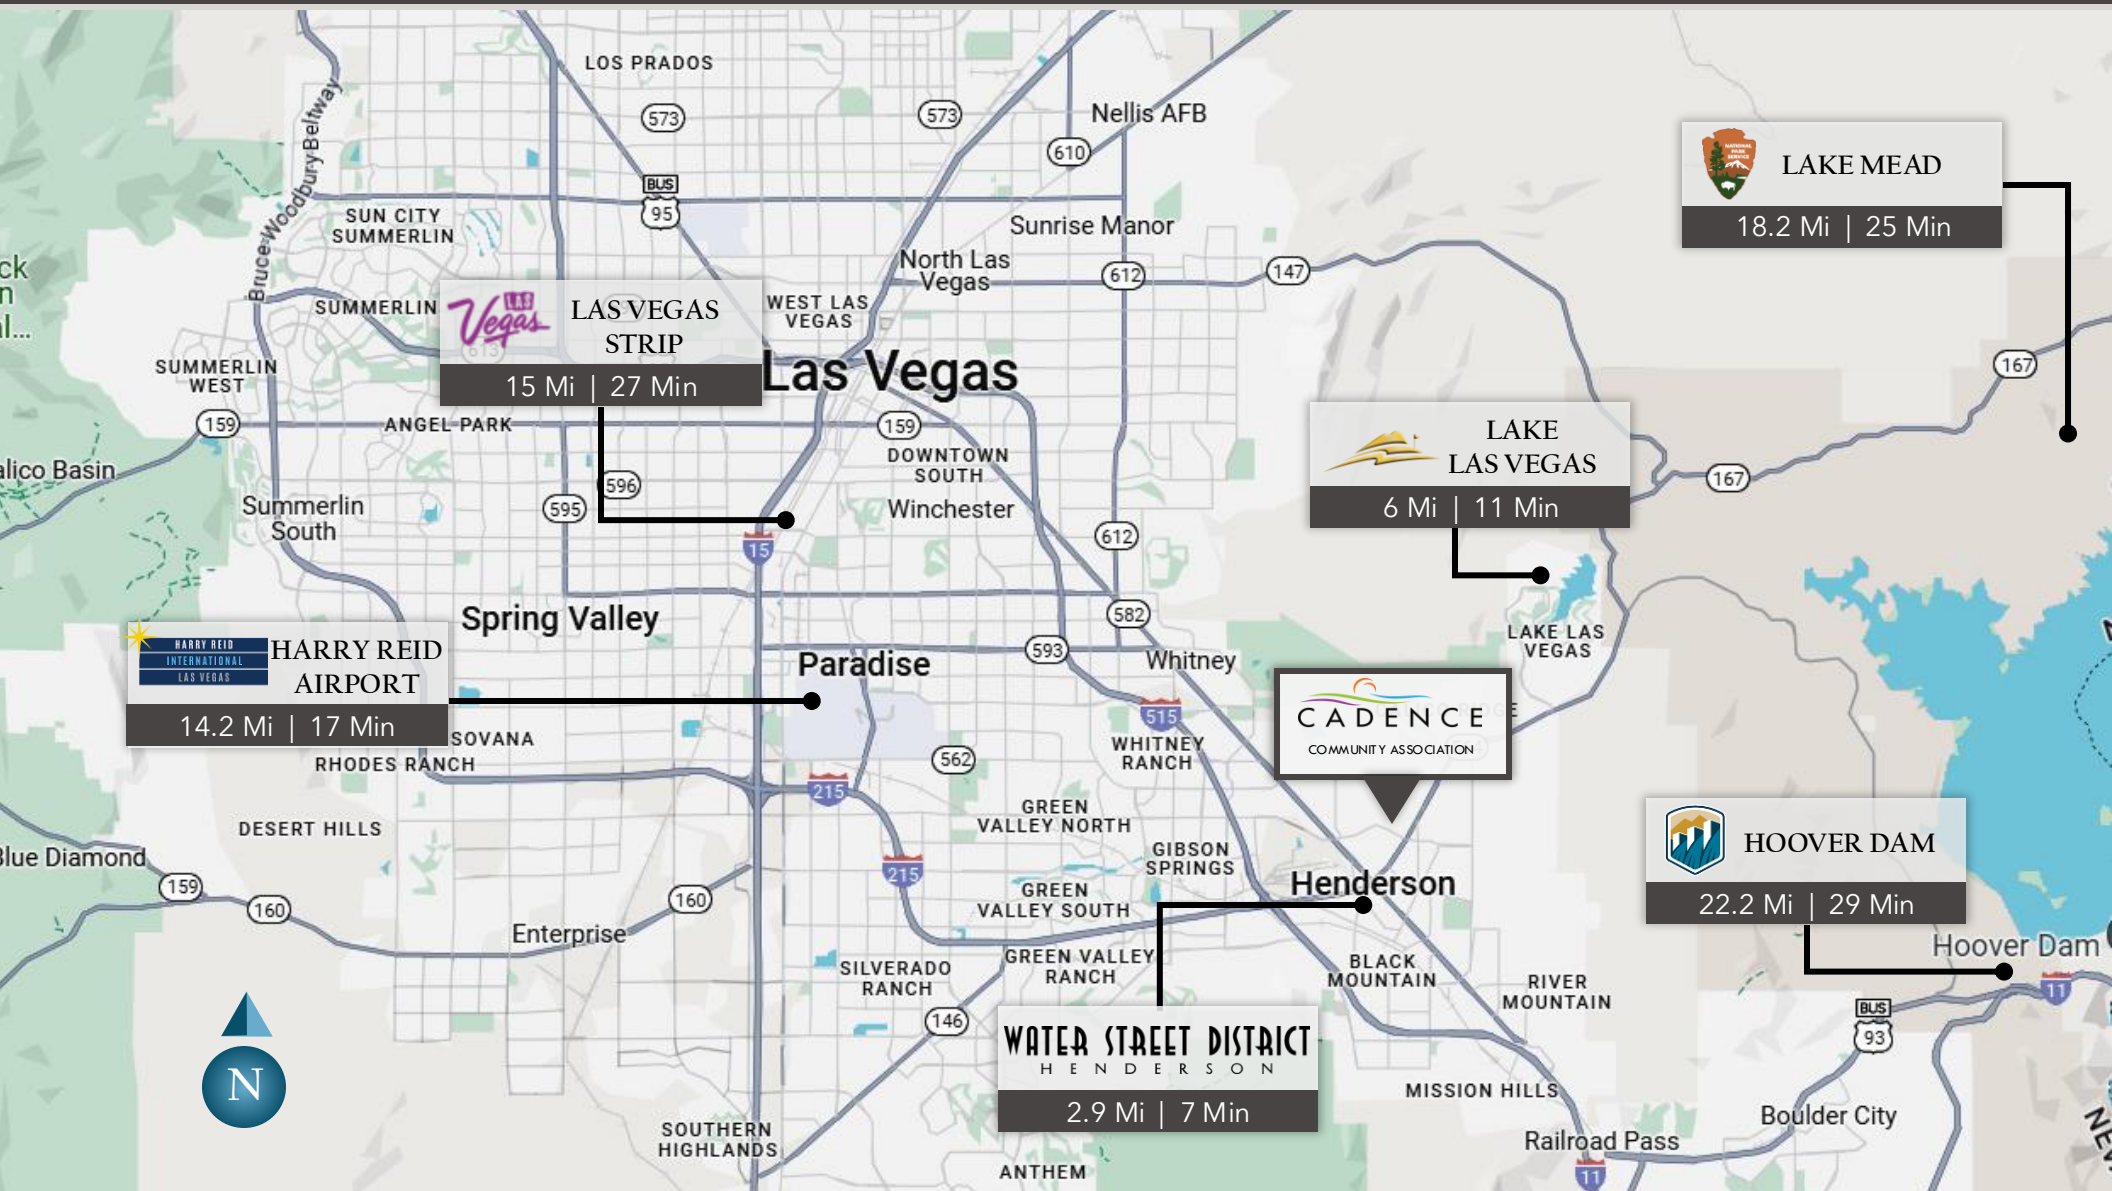 LOS PRADOS
573
573
Nellis AFB
610
BUS
95
Bruce Woodbury Beltway
SUN CITY
SUMMERLIN
Sunrise Manor
NATIONAL
PARK
SERVICE
LAKE MEAD
18.2 Mi | 25 Min
North Las
Vegas
612
147
SUMMERLIN
LAS
Vegas
LAS VEGAS
STRIP
15 Mi | 27 Min
613
WEST LAS
VEGAS
Las Vegas
SUMMERLIN
WEST
167
159
ANGEL PARK
159
DOWNTOWN
SOUTH
Winchester
LAKE
LAS VEGAS
6 Mi | 11 Min
167
alico Basin
Summerlin
South
595
596
15
612
Spring Valley
582
LAKE LAS
VEGAS
HARRY REID
INTERNATIONAL
LAS VEGAS
HARRY REID
AIRPORT
14.2 Mi | 17 Min
Paradise
593
Whitney
CADENCE
COMMUNITY ASSOCIATION
515
SOVANA
RHODES RANCH
WHITNEY
RANCH
562
215
DESERT HILLS
GREEN
VALLEY NORTH
GIBSON
SPRINGS
HOOVER DAM
22.2 Mi | 29 Min
Blue Diamond
159
160
160
215
GREEN
VALLEY SOUTH
Henderson
Enterprise
SILVERADO
RANCH
GREEN VALLEY
RANCH
BLACK
MOUNTAIN
RIVER
MOUNTAIN
Hoover Dam
11
BUS
93
N
146
WATER STREET DISTRICT
HENDERSON
2.9 Mi | 7 Min
MISSION HILLS
Boulder City
SOUTHERN
HIGHLANDS
ANTHEM
Railroad Pass
11